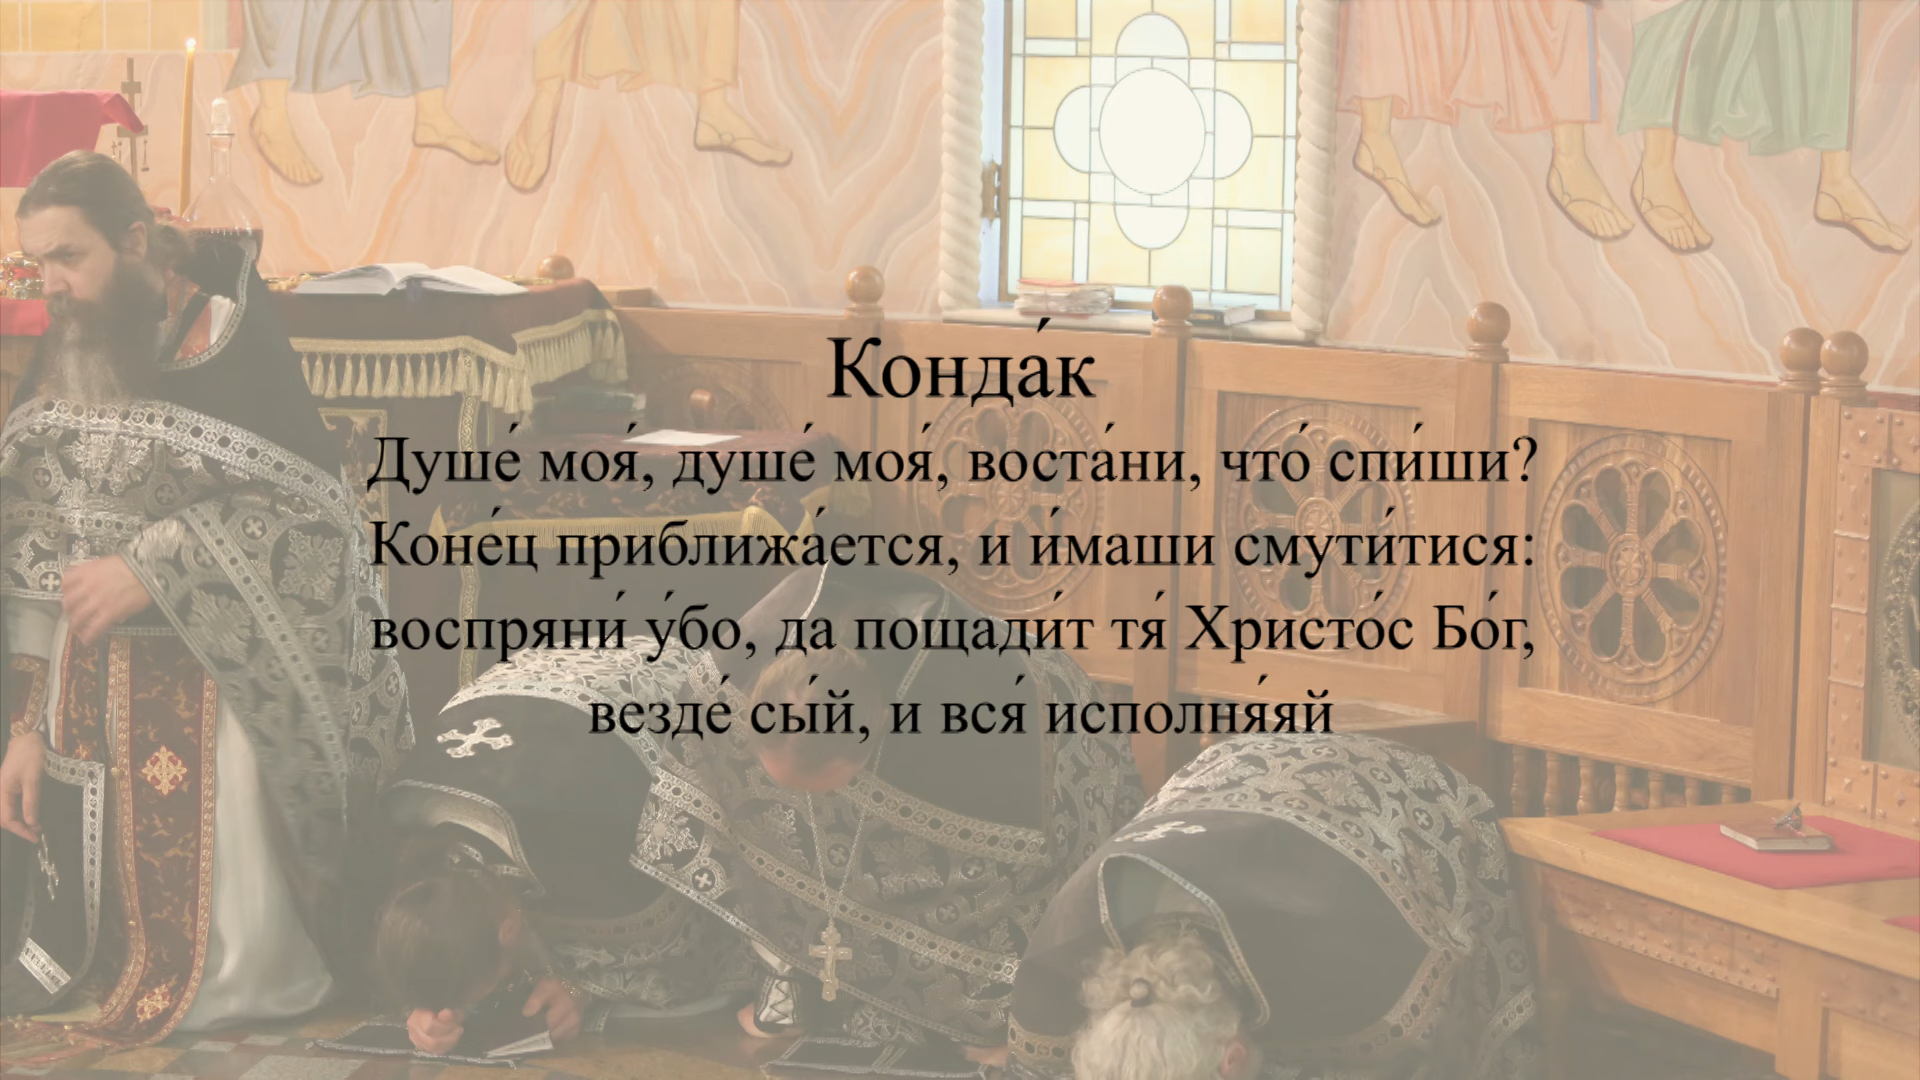 Конда́к
Душе́ моя́, душе́ моя́, воста́ни, что́ спи́ши?
Коне́ц приближа́ется, и и́маши смути́тися:
воспряни́ у́бо, да пощади́т тя́ Христо́с Бо́г,
везде́ сы́й, и вся́ исполня́яй